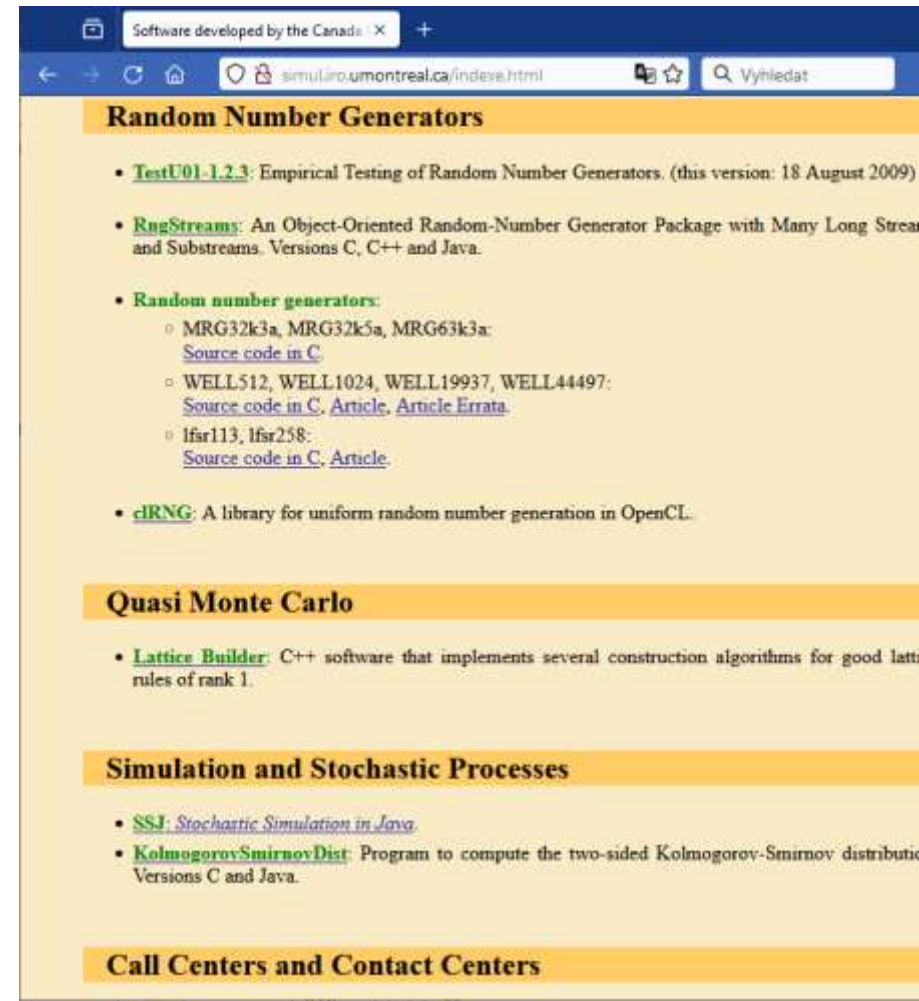 Software developed by the Canada
simul.iro.umontreal.ca/indexe.html
Vyhledat
Random Number Generators
• TestU01-1.2.3: Empirical Testing of Random Number Generators. (this version: 18 August 2009)
• RngStreams: An Object-Oriented Random-Number Generator Package with Many Long Strea
and Substreams. Versions C, C++ and Java.
• Random number generators:
◦ MRG32k3a, MRG32k5a, MRG63k3a:
Source code in C.
◦ WELL512, WELL1024, WELL19937, WELL44497:
Source code in C, Article, Article Errata.
◦ lfsr113, lfsr258:
Source code in C, Article.
• clRNG: A library for uniform random number generation in OpenCL.
Quasi Monte Carlo
• Lattice Builder: C++ software that implements several construction algorithms for good latti
rules of rank 1.
Simulation and Stochastic Processes
• SSJ: Stochastic Simulation in Java.
• KolmogorovSmirnovDist: Program to compute the two-sided Kolmogorov-Smirnov distributio
Versions C and Java.
Call Centers and Contact Centers